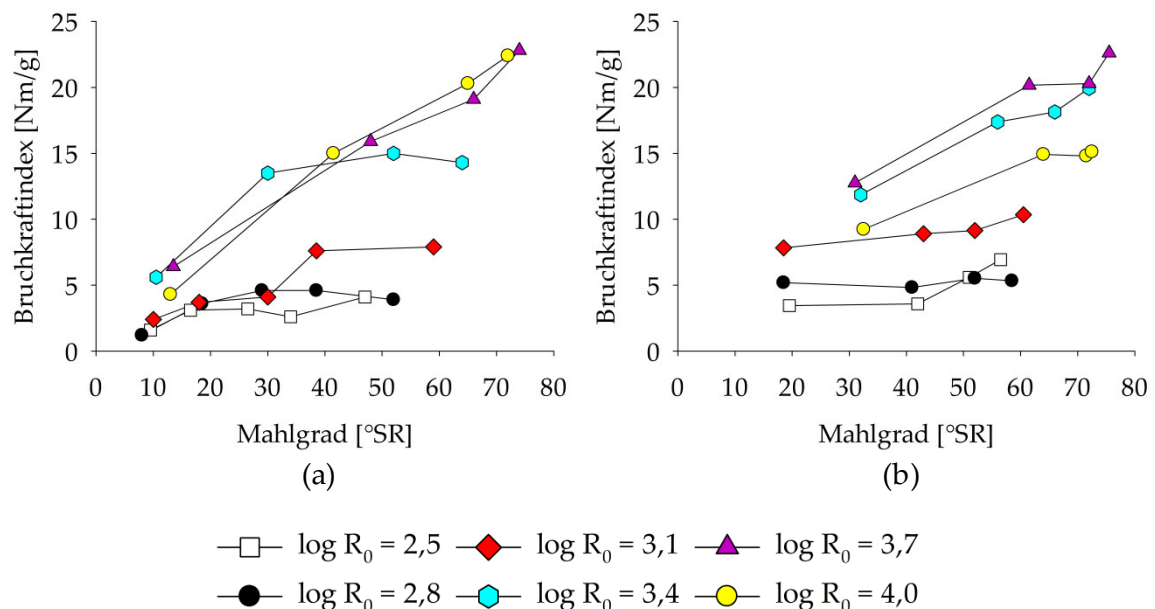 25
20
15
10
5
0
Bruchkraftindex [Nm/g]
0 10 20 30 40 50 60 70 80
Mahlgrad [°SR]
(a)
25
20
15
10
5
0
Bruchkraftindex [Nm/g]
0 10 20 30 40 50 60 70 80
Mahlgrad [°SR]
(b)
log R₀ = 2,5 log R₀ = 3,1 log R₀ = 3,7
log R₀ = 2,8 log R₀ = 3,4 log R₀ = 4,0